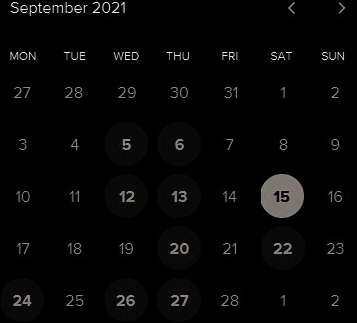 September 2021
MON TUE WED THU FRI SAT SUN
27 28 29 30 31 1 2
3 4 5 6 7 8 9
10 11 12 13 14 15 16
17 18 19 20 21 22 23
24 25 26 27 28 1 2